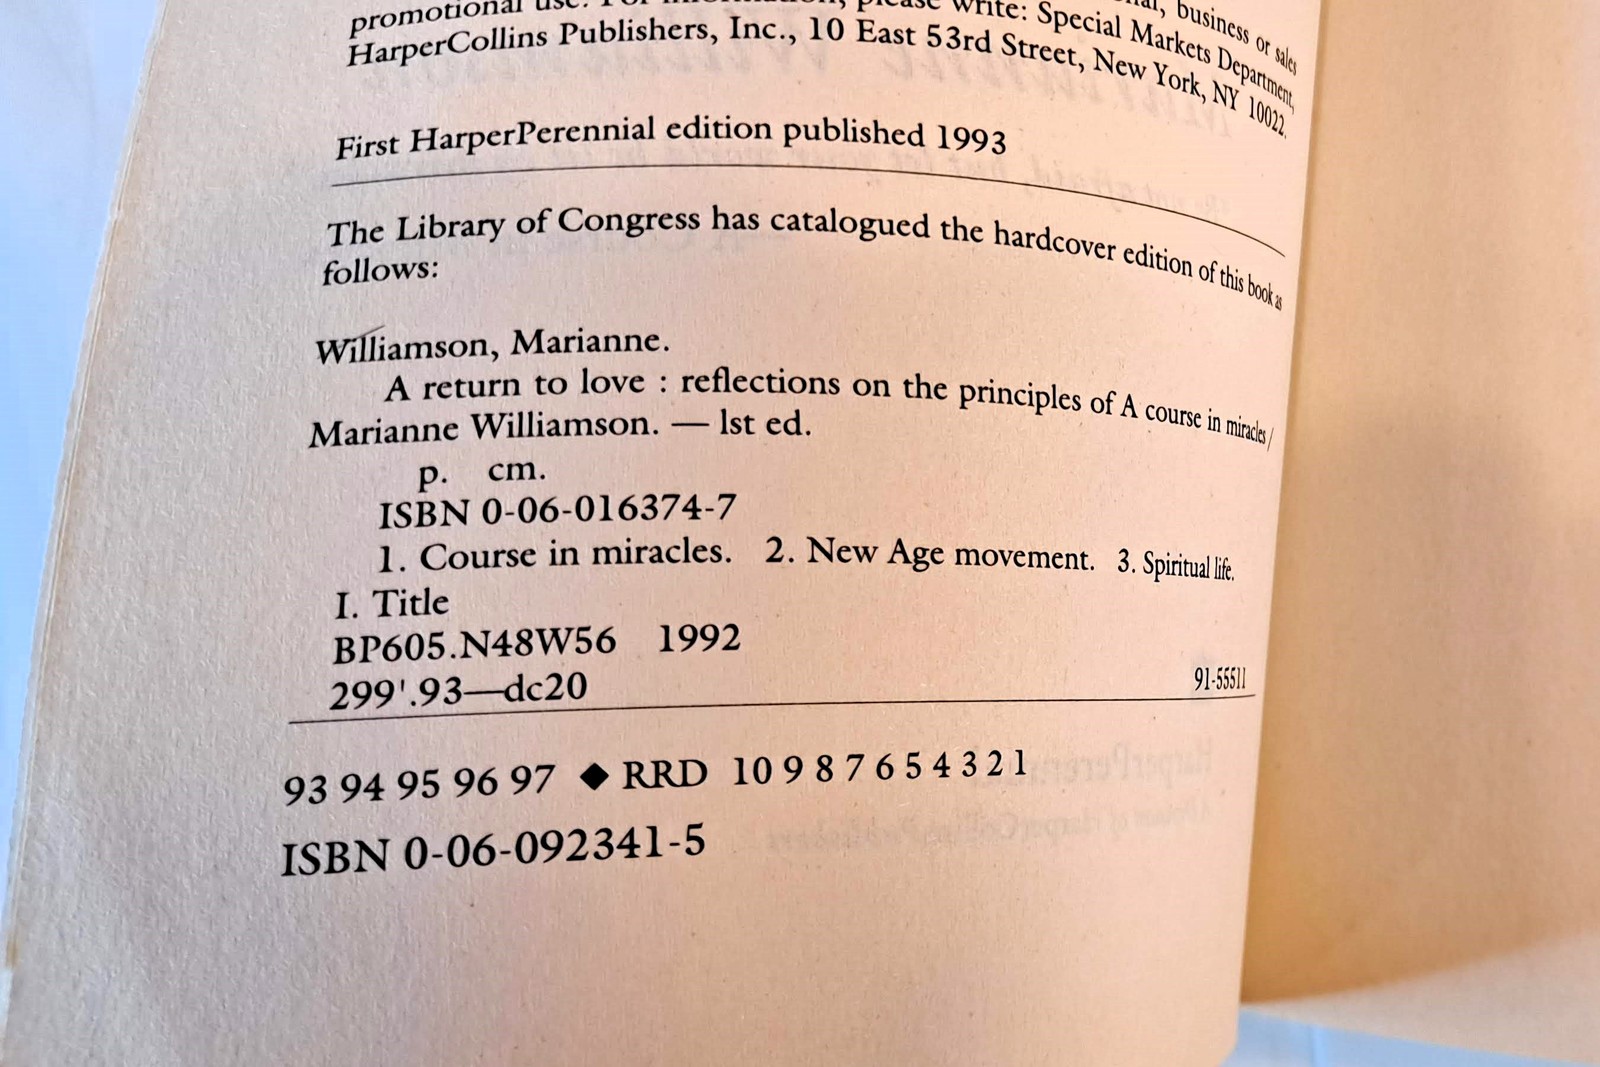 promotional use. For information, please write: Special Markets Department, business or sales
HarperCollins Publishers, Inc., 10 East 53rd Street, New York, NY 10022.
First HarperPerennial edition published 1993
The Library of Congress has catalogued the hardcover edition of this book as
follows:
Williamson, Marianne.
A return to love : reflections on the principles of A course in miracles /
Marianne Williamson. — lst ed.
p. cm.
ISBN 0-06-016374-7
1. Course in miracles. 2. New Age movement. 3. Spiritual life.
I. Title
BP605.N48W56 1992
299'.93—dc20 91-55511
93 94 95 96 97 ◆ RRD 10 9 8 7 6 5 4 3 2 1
ISBN 0-06-092341-5